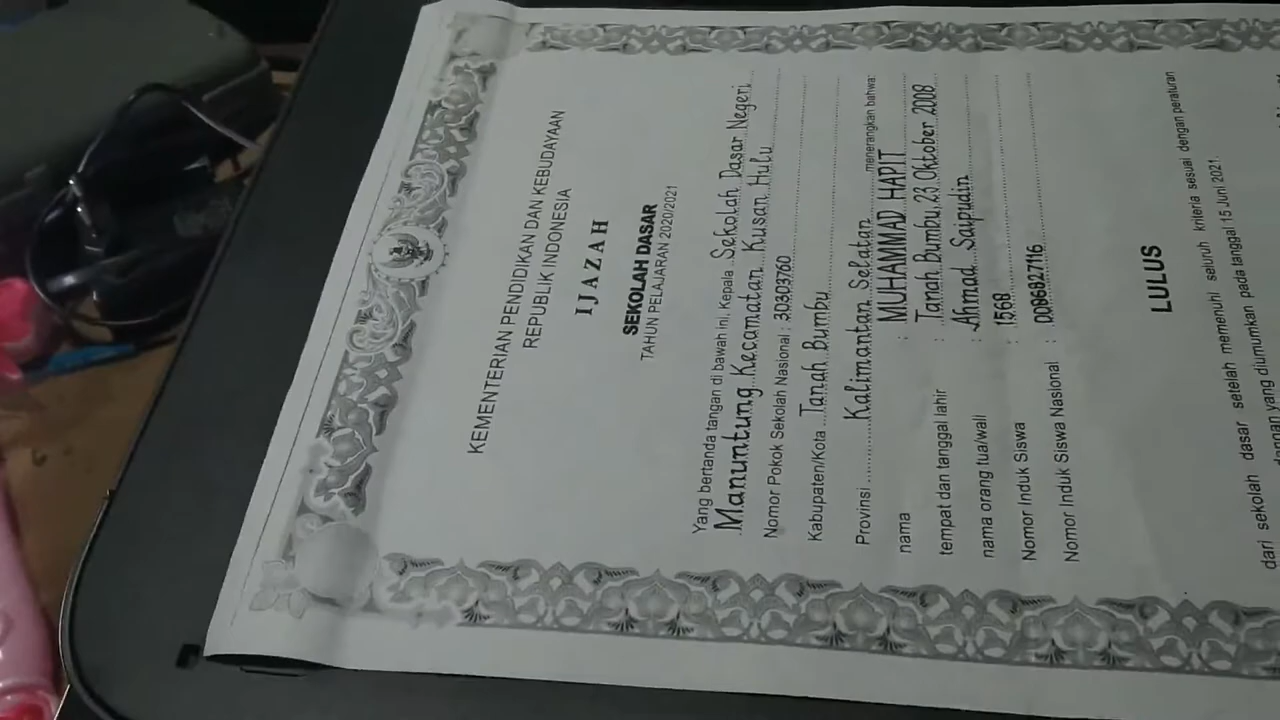 KEMENTERIAN PENDIDIKAN DAN KEBUDAYAAN
REPUBLIK INDONESIA
IJAZAH
SEKOLAH DASAR
TAHUN PELAJARAN 2020/2021
Yang bertanda tangan di bawah ini, Kepala Sekolah Dasar Negeri
Manuntung Kecamatan Kusan Hulu
Nomor Pokok Sekolah Nasional : 30303760
Kabupaten/Kota Tanah Bumbu
Provinsi Kalimantan Selatan menerangkan bahwa:
nama : MUHAMMAD HAPIT
tempat dan tanggal lahir : Tanah Bumbu, 23 Oktober 2008
nama orang tua/wali : Ahmad Saipudin
Nomor Induk Siswa : 1568
Nomor Induk Siswa Nasional : 0086827116
LULUS
dari sekolah dasar setelah memenuhi seluruh kriteria sesuai dengan peraturan
dangan yang diumumkan pada tanggal 15 Juni 2021.